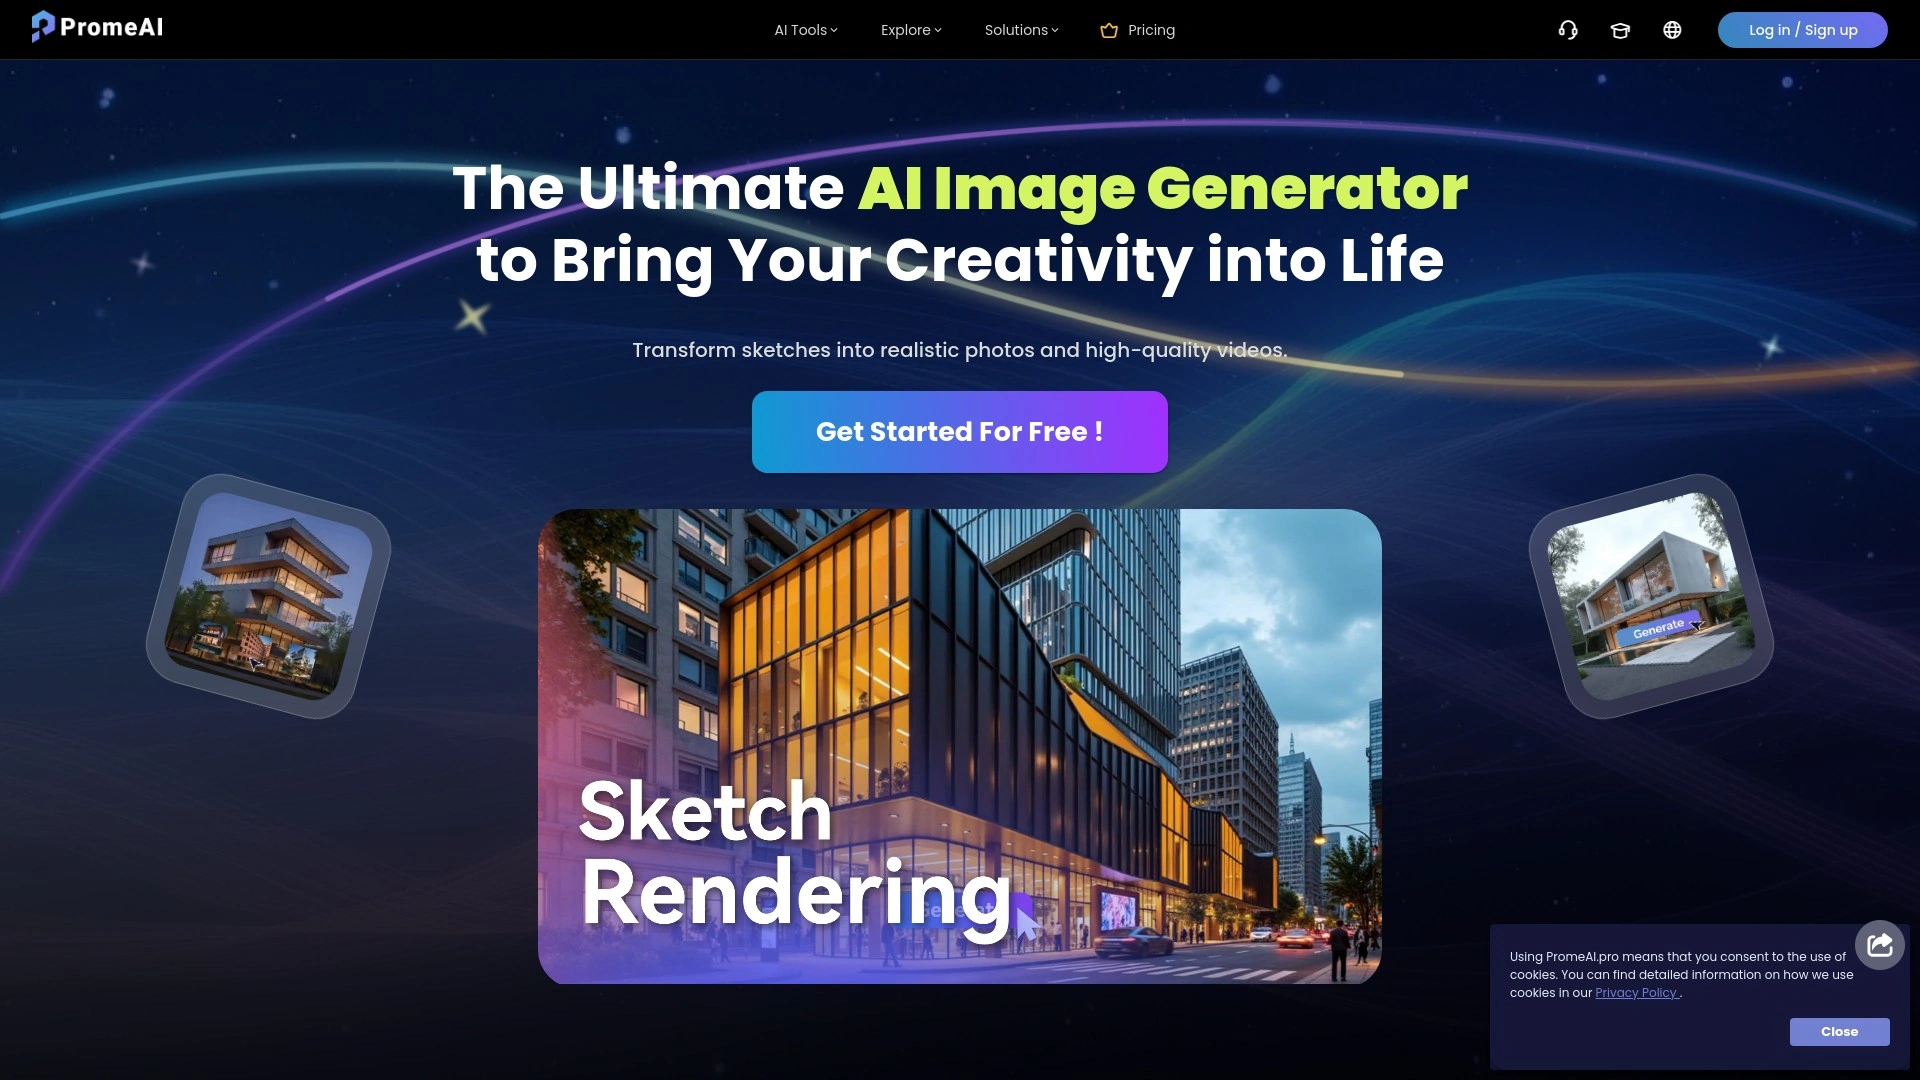 PromeAI
AI Tools
Explore
Solutions
Pricing
Log in / Sign up
The Ultimate AI Image Generator
to Bring Your Creativity into Life
Transform sketches into realistic photos and high-quality videos.
Get Started For Free !
Generate
Sketch
Rendering
Using PromeAI.pro means that you consent to the use of
cookies. You can find detailed information on how we use
cookies in our Privacy Policy .
Close